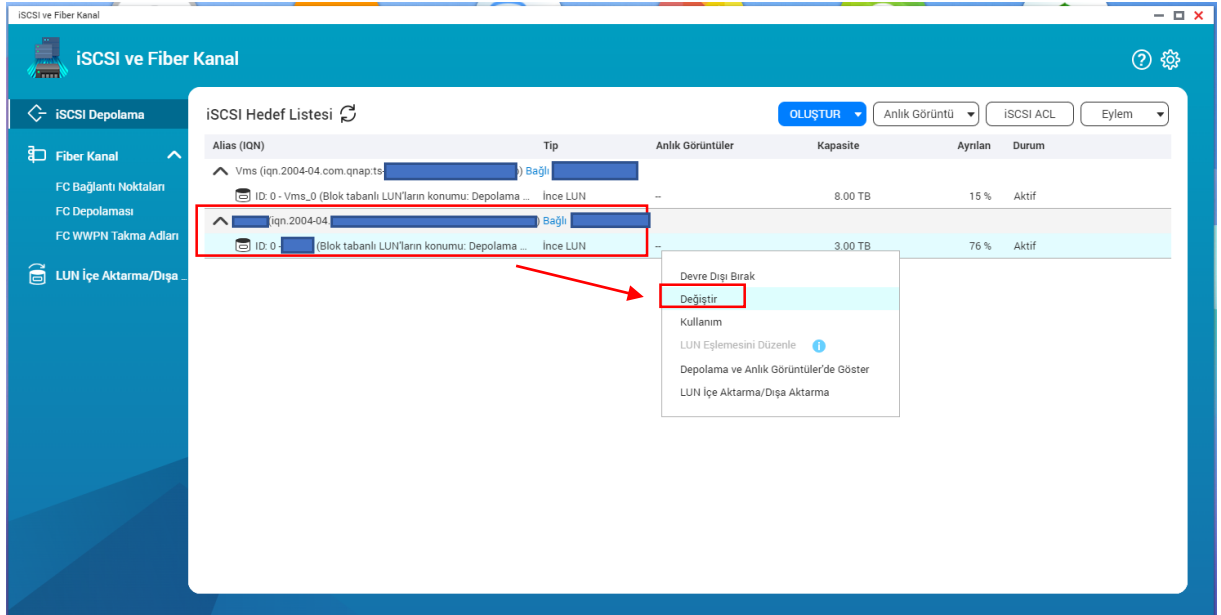 iSCSI ve Fiber Kanal
iSCSI ve Fiber Kanal
iSCSI Depolama
Fiber Kanal
FC Bağlantı Noktaları
FC Depolaması
FC WWPN Takma Adları
LUN İçe Aktarma/Dışa ...
iSCSI Hedef Listesi
OLUŞTUR Anlık Görüntü iSCSI ACL Eylem
Alias (IQN) Tip Anlık Görüntüler Kapasite Ayrılan Durum
Vms (iqn.2004-04.com.qnap:ts- ) Bağlı
ID: 0 - Vms_0 (Blok tabanlı LUN'ların konumu: Depolama ... İnce LUN -- 8.00 TB 15 % Aktif
(iqn.2004-04. ) Bağlı
ID: 0 - (Blok tabanlı LUN'ların konumu: Depolama ... İnce LUN -- 3.00 TB 76 % Aktif
Devre Dışı Bırak
Değiştir
Kullanım
LUN Eşlemesini Düzenle
Depolama ve Anlık Görüntüler'de Göster
LUN İçe Aktarma/Dışa Aktarma